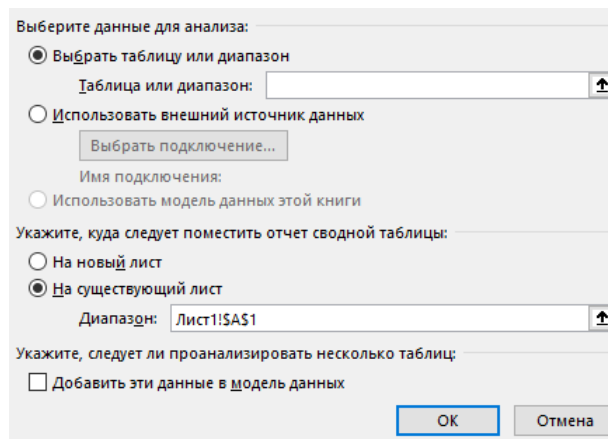 Выберите данные для анализа:
Выбрать таблицу или диапазон
Таблица или диапазон:
Использовать внешний источник данных
Выбрать подключение...
Имя подключения:
Использовать модель данных этой книги
Укажите, куда следует поместить отчет сводной таблицы:
На новый лист
На существующий лист
Диапазон: Лист1!$A$1
Укажите, следует ли проанализировать несколько таблиц:
Добавить эти данные в модель данных
ОК Отмена